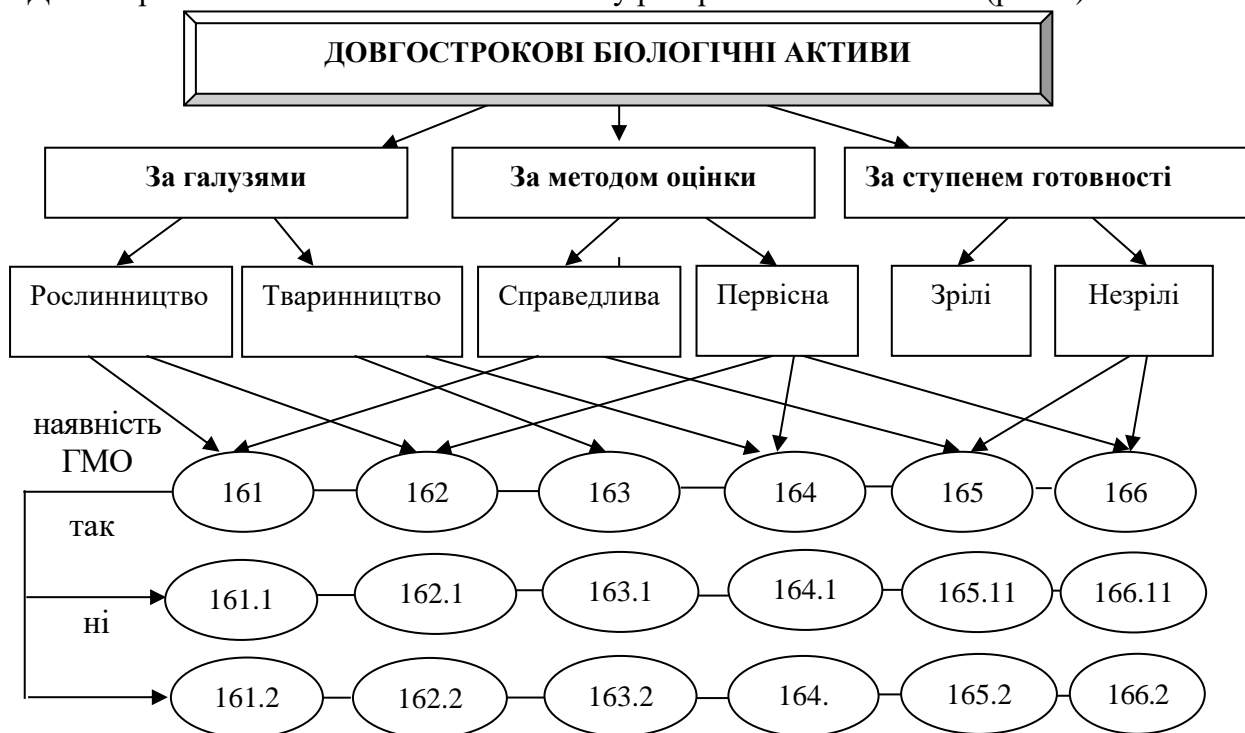 ДОВГОСТРОКОВІ БІОЛОГІЧНІ АКТИВИ
За галузями
За методом оцінки
За ступенем готовності
Рослинництво
Тваринництво
Справедлива
Первісна
Зрілі
Незрілі
наявність
ГМО
161
162
163
164
165
166
так
161.1
162.1
163.1
164.1
165.11
166.11
ні
161.2
162.2
163.2
164.
165.2
166.2